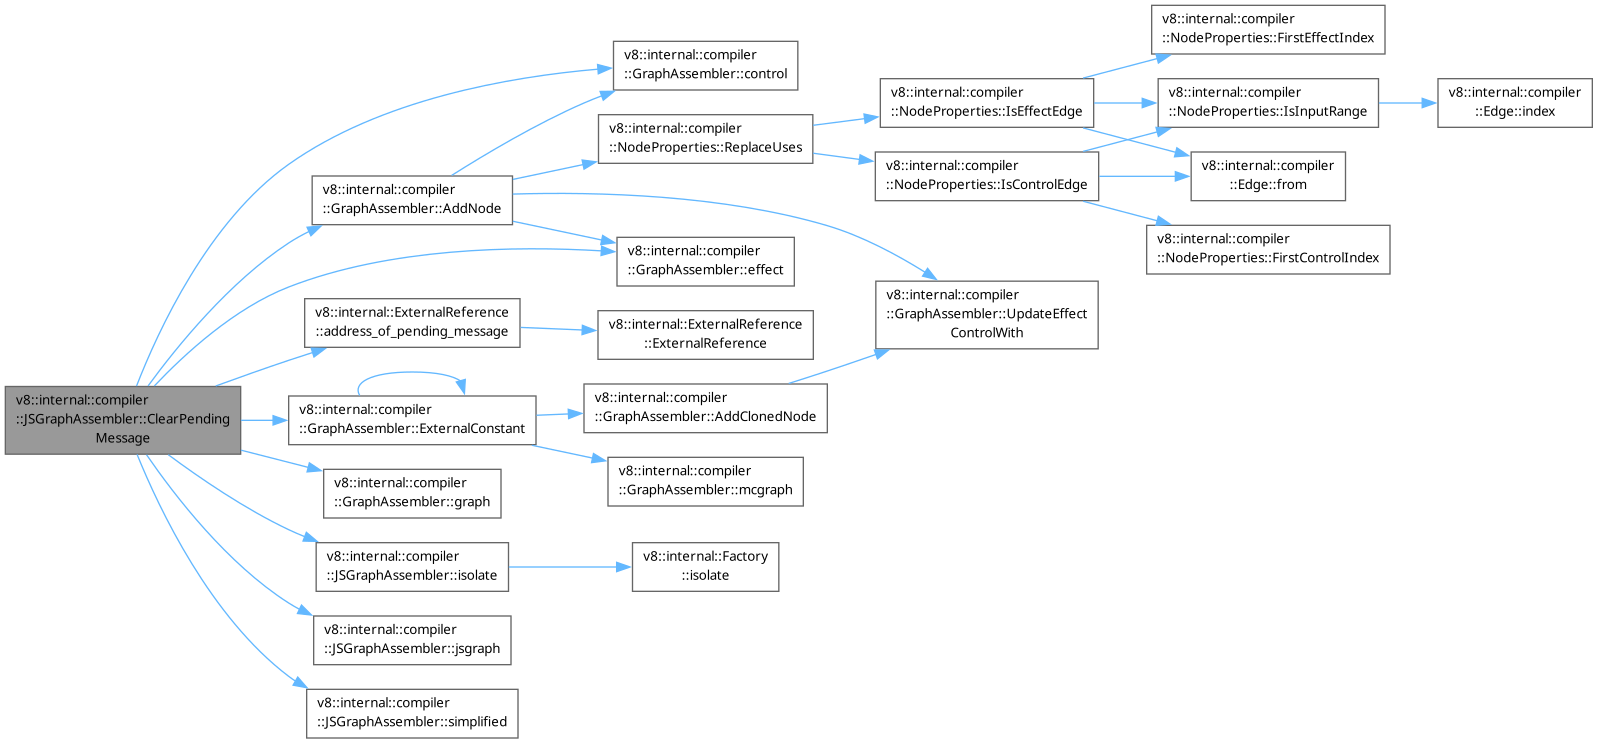 v8::internal::compiler
::JSGraphAssembler::ClearPending
Message
v8::internal::compiler
::GraphAssembler::control
v8::internal::compiler
::GraphAssembler::AddNode
v8::internal::compiler
::NodeProperties::ReplaceUses
v8::internal::compiler
::NodeProperties::IsEffectEdge
v8::internal::compiler
::NodeProperties::FirstEffectIndex
v8::internal::compiler
::NodeProperties::IsInputRange
v8::internal::compiler
::Edge::index
v8::internal::compiler
::NodeProperties::IsControlEdge
v8::internal::compiler
::Edge::from
v8::internal::compiler
::NodeProperties::FirstControlIndex
v8::internal::compiler
::GraphAssembler::effect
v8::internal::compiler
::GraphAssembler::UpdateEffect
ControlWith
v8::internal::ExternalReference
::address_of_pending_message
v8::internal::ExternalReference
::ExternalReference
v8::internal::compiler
::GraphAssembler::ExternalConstant
v8::internal::compiler
::GraphAssembler::AddClonedNode
v8::internal::compiler
::GraphAssembler::mcgraph
v8::internal::compiler
::GraphAssembler::graph
v8::internal::compiler
::JSGraphAssembler::isolate
v8::internal::Factory
::isolate
v8::internal::compiler
::JSGraphAssembler::jsgraph
v8::internal::compiler
::JSGraphAssembler::simplified